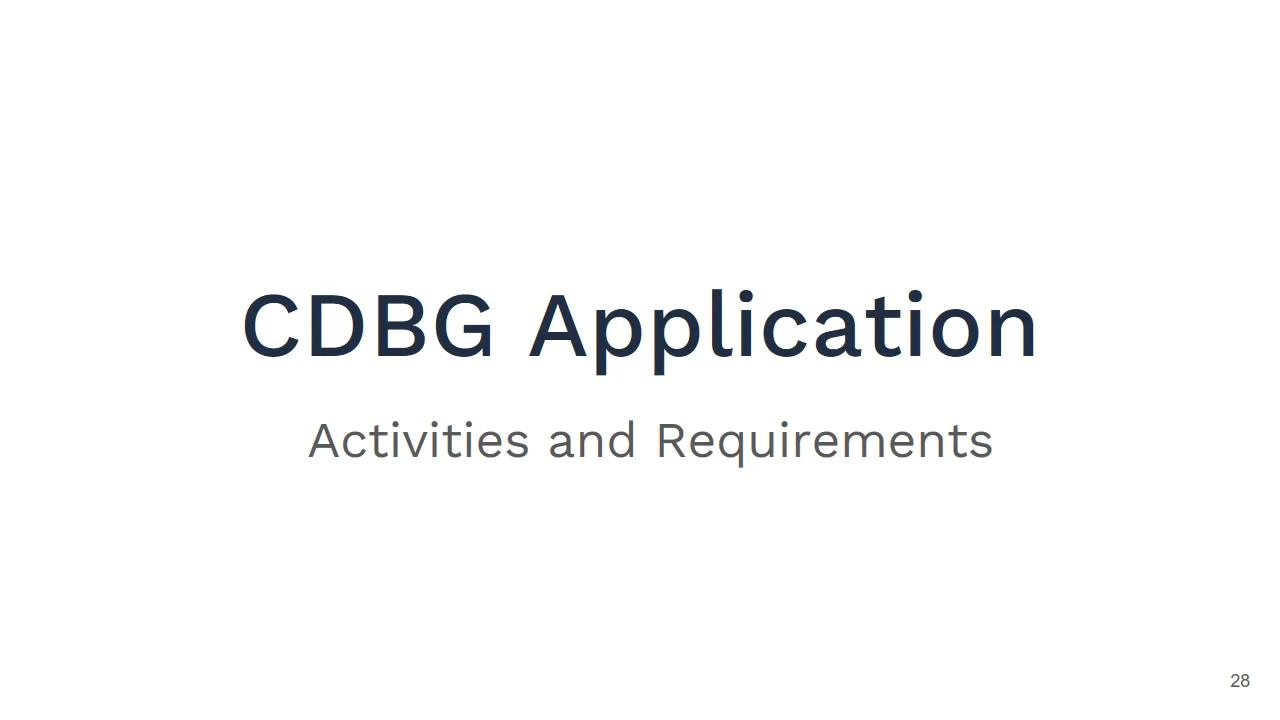 CDBG Application
Activities and Requirements
28